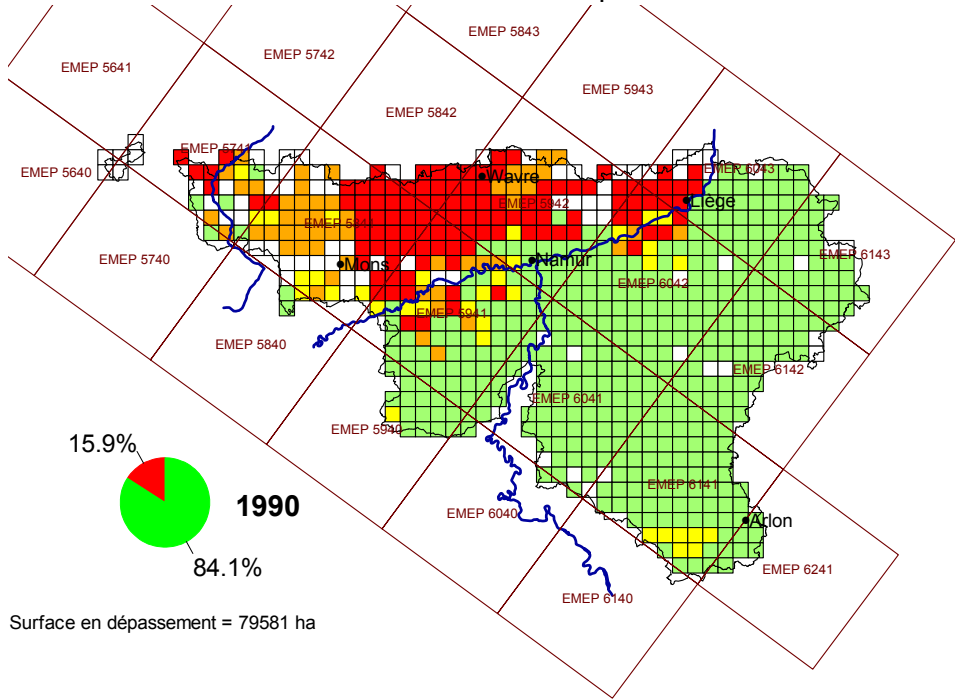 EMEP 5843
EMEP 5742
EMEP 5641
EMEP 5943
EMEP 5842
EMEP 5741
EMEP 5640
EMEP 6043
Wavre
EMEP 5942
Liège
EMEP 5841
EMEP 6143
EMEP 5740
Mons
Namur
EMEP 6042
EMEP 5941
EMEP 5840
EMEP 6142
EMEP 6041
EMEP 5940
15.9%
EMEP 6141
1990
EMEP 6040
Arlon
84.1%
EMEP 6241
EMEP 6140
Surface en dépassement = 79581 ha